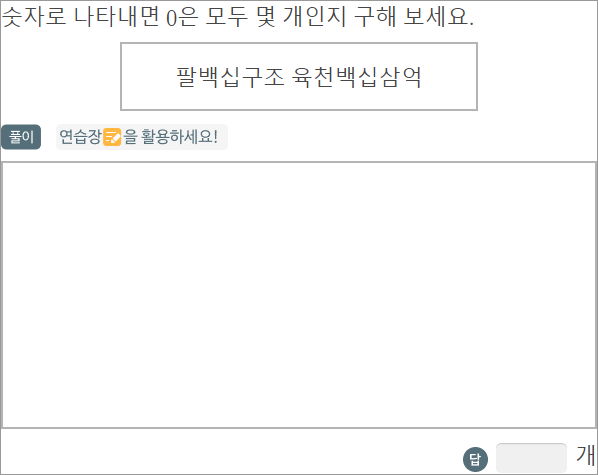 숫자로 나타내면 0은 모두 몇 개인지 구해 보세요.
팔백십구조 육천백십삼억
풀이 연습장을 활용하세요!
답 개